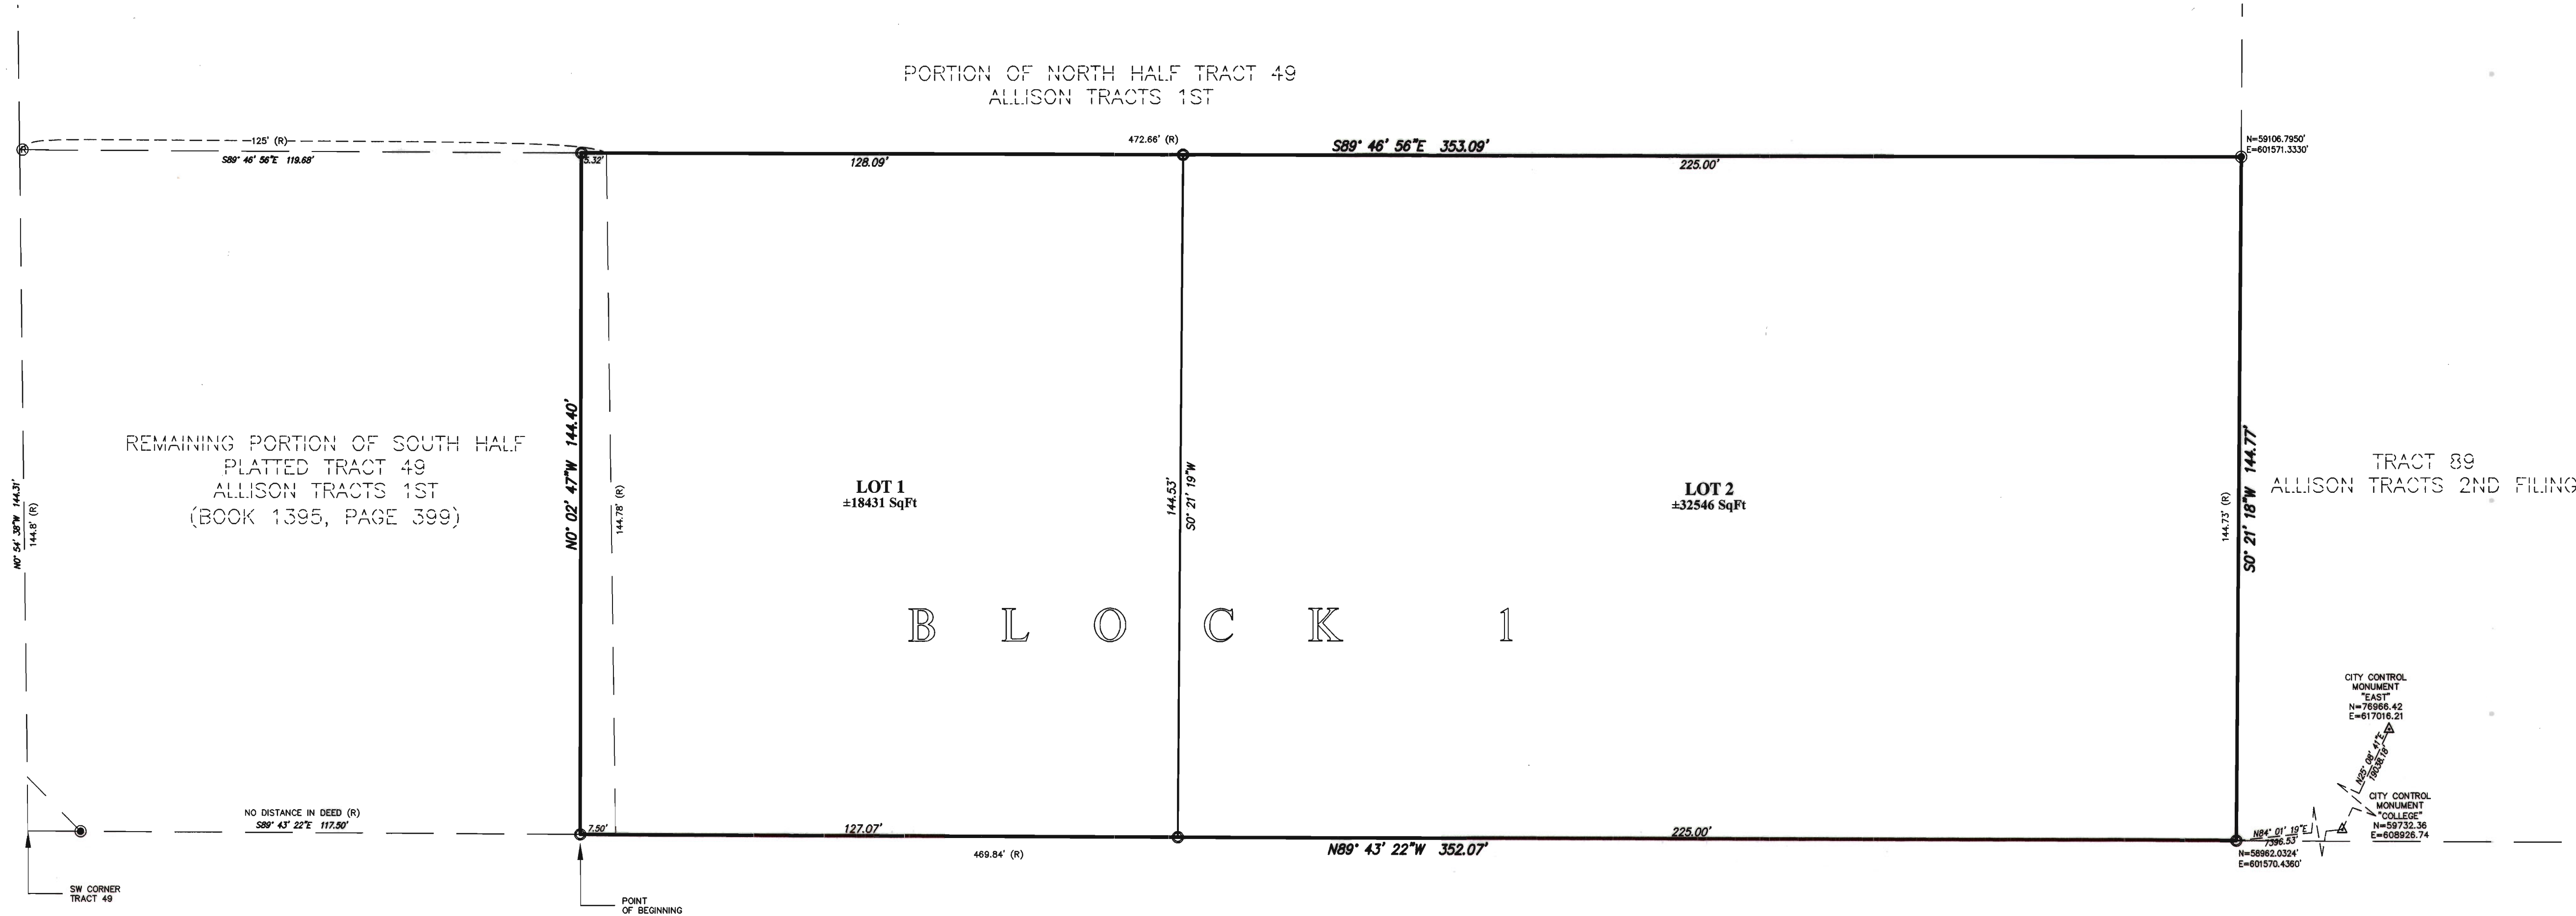 PORTION OF NORTH HALF TRACT 49
ALLISON TRACTS 1ST
125' (R)
S89° 46' 56"E 119.68'
5.32'
128.09'
472.66' (R)
S89° 46' 56"E 353.09'
225.00'
N=59106.7950'
E=601571.3330'
N0° 54' 38"W 144.31'
144.8' (R)
REMAINING PORTION OF SOUTH HALF
PLATTED TRACT 49
ALLISON TRACTS 1ST
(BOOK 1395, PAGE 399)
N0° 02' 47"W 144.40'
144.78' (R)
LOT 1
±18431 SqFt
144.53'
S0° 21' 19"W
LOT 2
±32546 SqFt
144.73' (R)
S0° 21' 18"W 144.77'
TRACT 89
ALLISON TRACTS 2ND FILING
BLOCK 1
CITY CONTROL
MONUMENT
"EAST"
N=76966.42
E=617016.21
N25° 08' 41"E
19038.18'
CITY CONTROL
MONUMENT
"COLLEGE"
N=59732.36
E=608926.74
N84° 01' 19"E
7396.53'
N=58962.0324'
E=601570.4360'
NO DISTANCE IN DEED (R)
S89° 43' 22"E 117.50'
7.50'
127.07'
469.84' (R)
225.00'
N89° 43' 22"W 352.07'
SW CORNER
TRACT 49
POINT
OF BEGINNING